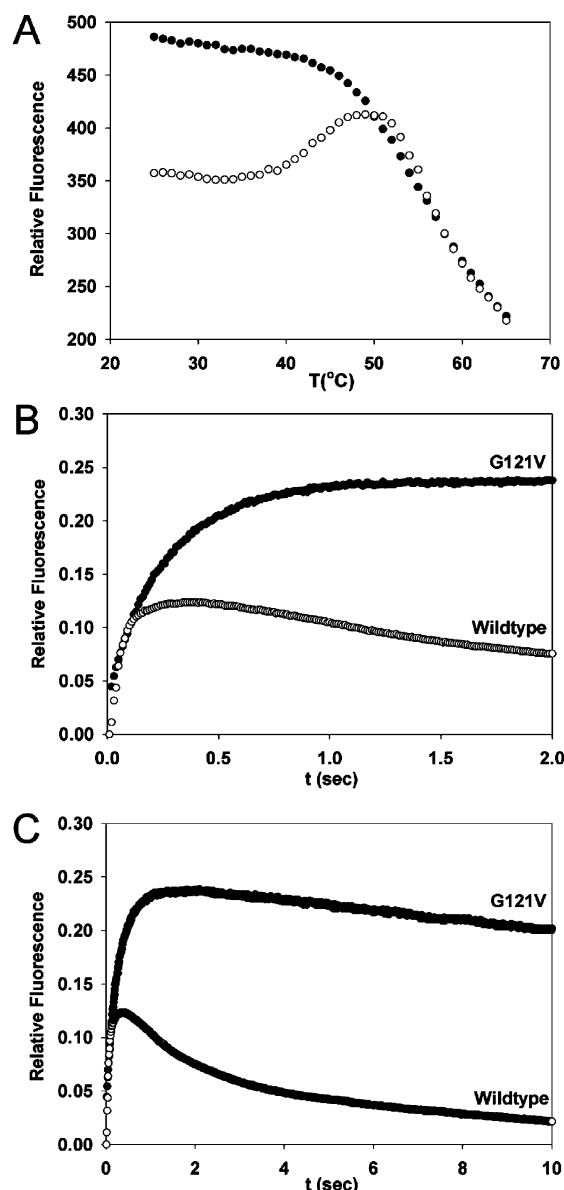 A
Relative Fluorescence
500
450
400
350
300
250
200
20 30 40 50 60 70
T(°C)
B
Relative Fluorescence
0.30
0.25
0.20
0.15
0.10
0.05
0.00
G121V
Wildtype
0.0 0.5 1.0 1.5 2.0
t (sec)
C
Relative Fluorescence
0.30
0.25
0.20
0.15
0.10
0.05
0.00
G121V
Wildtype
0 2 4 6 8 10
t (sec)